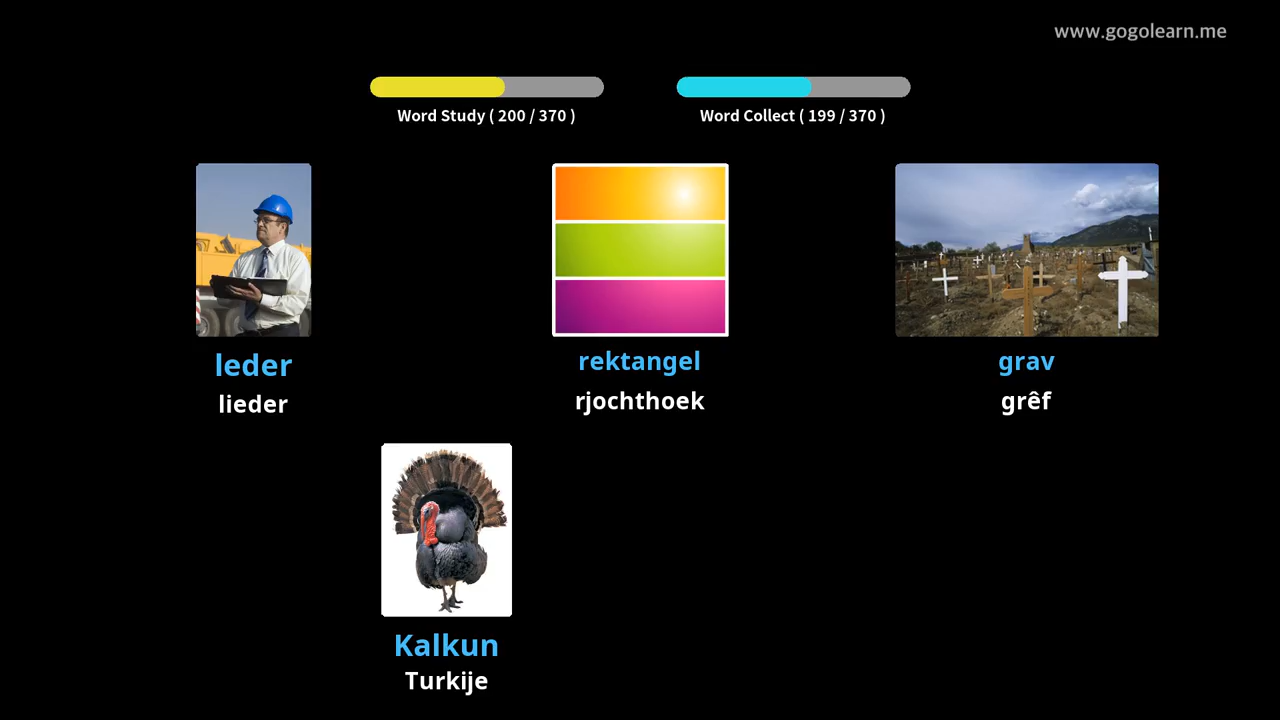 www.gogolearn.me
Word Study ( 200 / 370 )
Word Collect ( 199 / 370 )
leder
lieder
rektangel
rjochthoek
grav
grêf
Kalkun
Turkije